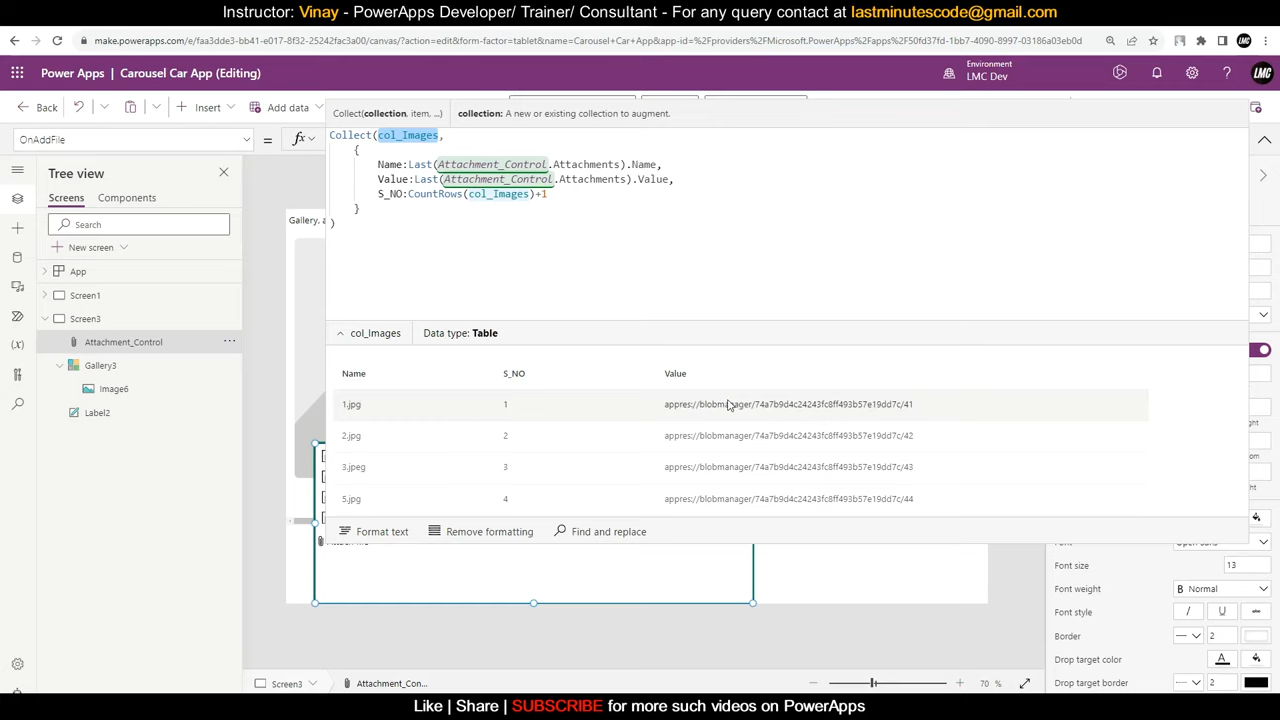 Instructor: Vinay - PowerApps Developer/ Trainer/ Consultant - For any query contact at lastminutescode@gmail.com
make.powerapps.com/e/faa3dde3-bb41-e017-8f32-25242fac3a00/canvas/?action=edit&form-factor=tablet&name=Carousel+Car+App&app-id=%2Fproviders%2FMicrosoft.PowerApps%2Fapps%2F50fd37fd-1bb7-4090-8997-03186a03eb0d
LMC
Power Apps | Carousel Car App (Editing)
Environment
LMC Dev
LMC
Back
Insert
Add data
Collect(collection, item, ...)
collection: A new or existing collection to augment.
OnAddFile
=
fx
Collect(col_Images,
{
Name:Last(Attachment_Control.Attachments).Name,
Value:Last(Attachment_Control.Attachments).Value,
S_NO:CountRows(col_Images)+1
}
)
Tree view
Screens
Components
Search
New screen
App
Screen1
Screen3
Attachment_Control
Gallery3
Image6
Label2
Gallery, a
col_Images
Data type: Table
Name
S_NO
Value
1.jpg
1
appres://blobmanager/74a7b9d4c24243fc8ff493b57e19dd7c/41
2.jpg
2
appres://blobmanager/74a7b9d4c24243fc8ff493b57e19dd7c/42
3.jpeg
3
appres://blobmanager/74a7b9d4c24243fc8ff493b57e19dd7c/43
5.jpg
4
appres://blobmanager/74a7b9d4c24243fc8ff493b57e19dd7c/44
Format text
Remove formatting
Find and replace
Font size
13
Font weight
B Normal
Font style
/ U abc
Border
2
Drop target color
A
Drop target border
2
Screen3
Attachment_Con...
70 %
Like | Share | SUBSCRIBE for more such videos on PowerApps